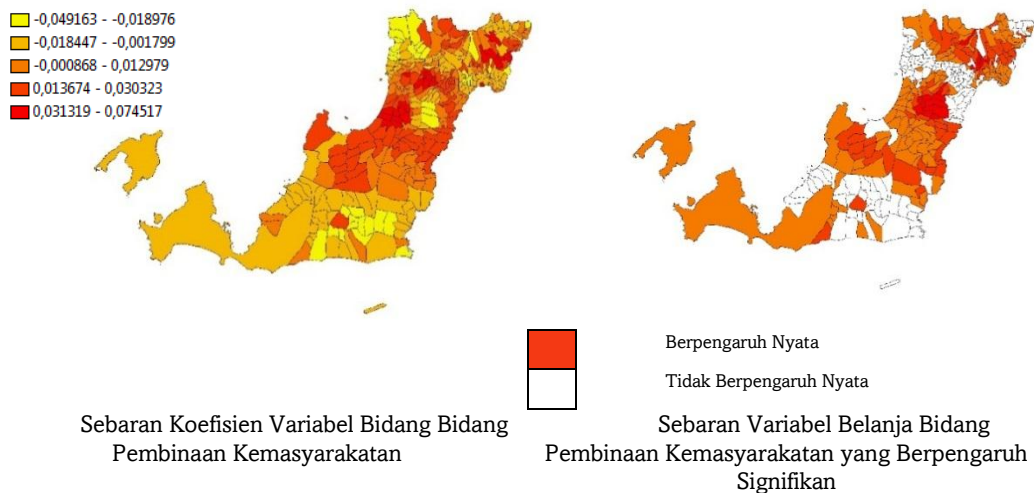 -0,049163 - -0,018976
-0,018447 - -0,001799
-0,000868 - 0,012979
0,013674 - 0,030323
0,031319 - 0,074517
Berpengaruh Nyata
Tidak Berpengaruh Nyata
Sebaran Koefisien Variabel Bidang Bidang
Pembinaan Kemasyarakatan
Sebaran Variabel Belanja Bidang
Pembinaan Kemasyarakatan yang Berpengaruh
Signifikan